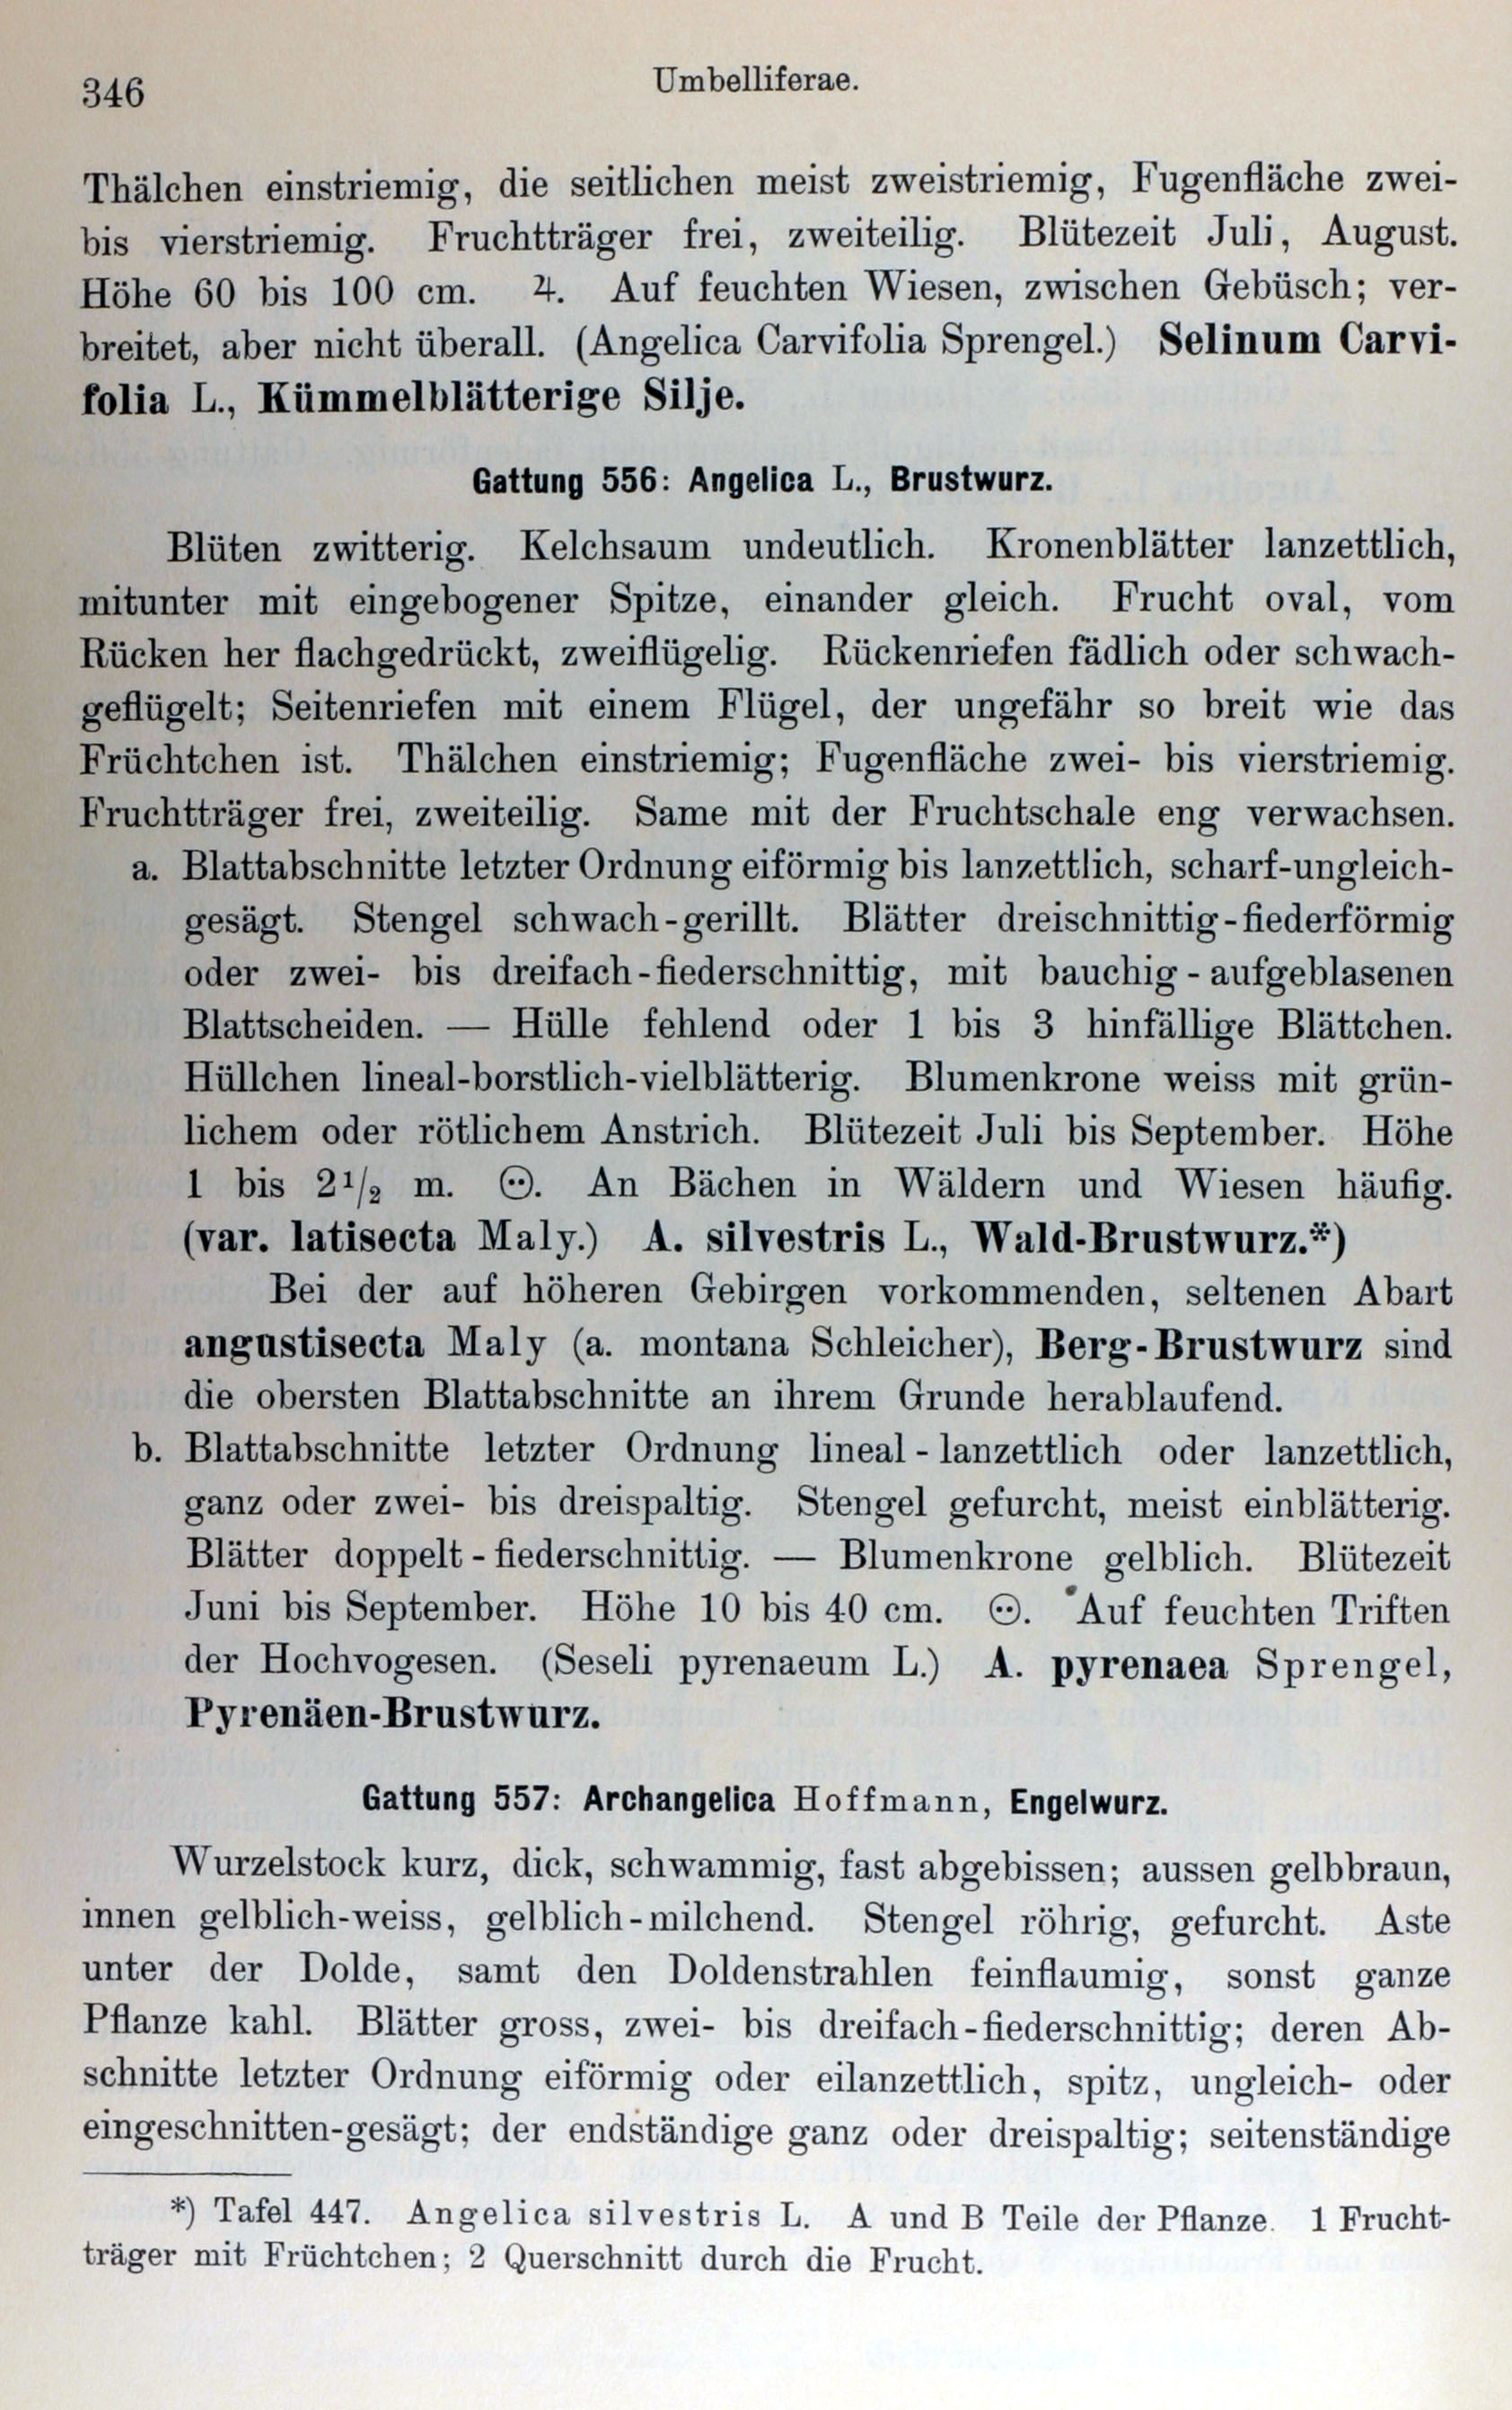 346
Umbelliferae.
Thälchen einstriemig, die seitlichen meist zweistriemig, Fugenfläche zwei-
bis vierstriemig. Fruchtträger frei, zweiteilig. Blütezeit Juli, August.
Höhe 60 bis 100 cm. ♃. Auf feuchten Wiesen, zwischen Gebüsch; ver-
breitet, aber nicht überall. (Angelica Carvifolia Sprengel.) Selinum Carvi-
folia L., Kümmelblätterige Silje.
Gattung 556: Angelica L., Brustwurz.
Blüten zwitterig. Kelchsaum undeutlich. Kronenblätter lanzettlich,
mitunter mit eingebogener Spitze, einander gleich. Frucht oval, vom
Rücken her flachgedrückt, zweiflügelig. Rückenriefen fädlich oder schwach-
geflügelt; Seitenriefen mit einem Flügel, der ungefähr so breit wie das
Früchtchen ist. Thälchen einstriemig; Fugenfläche zwei- bis vierstriemig.
Fruchtträger frei, zweiteilig. Same mit der Fruchtschale eng verwachsen.
a. Blattabschnitte letzter Ordnung eiförmig bis lanzettlich, scharf-ungleich-
gesägt. Stengel schwach-gerillt. Blätter dreischnittig-fiederförmig
oder zwei- bis dreifach-fiederschnittig, mit bauchig-aufgeblasenen
Blattscheiden. — Hülle fehlend oder 1 bis 3 hinfällige Blättchen.
Hüllchen lineal-borstlich-vielblätterig. Blumenkrone weiss mit grün-
lichem oder rötlichem Anstrich. Blütezeit Juli bis September. Höhe
1 bis 2 1/2 m. ⊙. An Bächen in Wäldern und Wiesen häufig.
(var. latisecta Maly.) A. silvestris L., Wald-Brustwurz.*)
Bei der auf höheren Gebirgen vorkommenden, seltenen Abart
angustisecta Maly (a. montana Schleicher), Berg-Brustwurz sind
die obersten Blattabschnitte an ihrem Grunde herablaufend.
b. Blattabschnitte letzter Ordnung lineal-lanzettlich oder lanzettlich,
ganz oder zwei- bis dreispaltig. Stengel gefurcht, meist einblätterig.
Blätter doppelt-fiederschnittig. — Blumenkrone gelblich. Blütezeit
Juni bis September. Höhe 10 bis 40 cm. ⊙. Auf feuchten Triften
der Hochvogesen. (Seseli pyrenaeum L.) A. pyrenaea Sprengel,
Pyrenäen-Brustwurz.
Gattung 557: Archangelica Hoffmann, Engelwurz.
Wurzelstock kurz, dick, schwammig, fast abgebissen; aussen gelbbraun,
innen gelblich-weiss, gelblich-milchend. Stengel röhrig, gefurcht. Aste
unter der Dolde, samt den Doldenstrahlen feinflaumig, sonst ganze
Pflanze kahl. Blätter gross, zwei- bis dreifach-fiederschnittig; deren Ab-
schnitte letzter Ordnung eiförmig oder eilanzettlich, spitz, ungleich- oder
eingeschnitten-gesägt; der endständige ganz oder dreispaltig; seitenständige
*) Tafel 447. Angelica silvestris L. A und B Teile der Pflanze. 1 Frucht-
träger mit Früchtchen; 2 Querschnitt durch die Frucht.